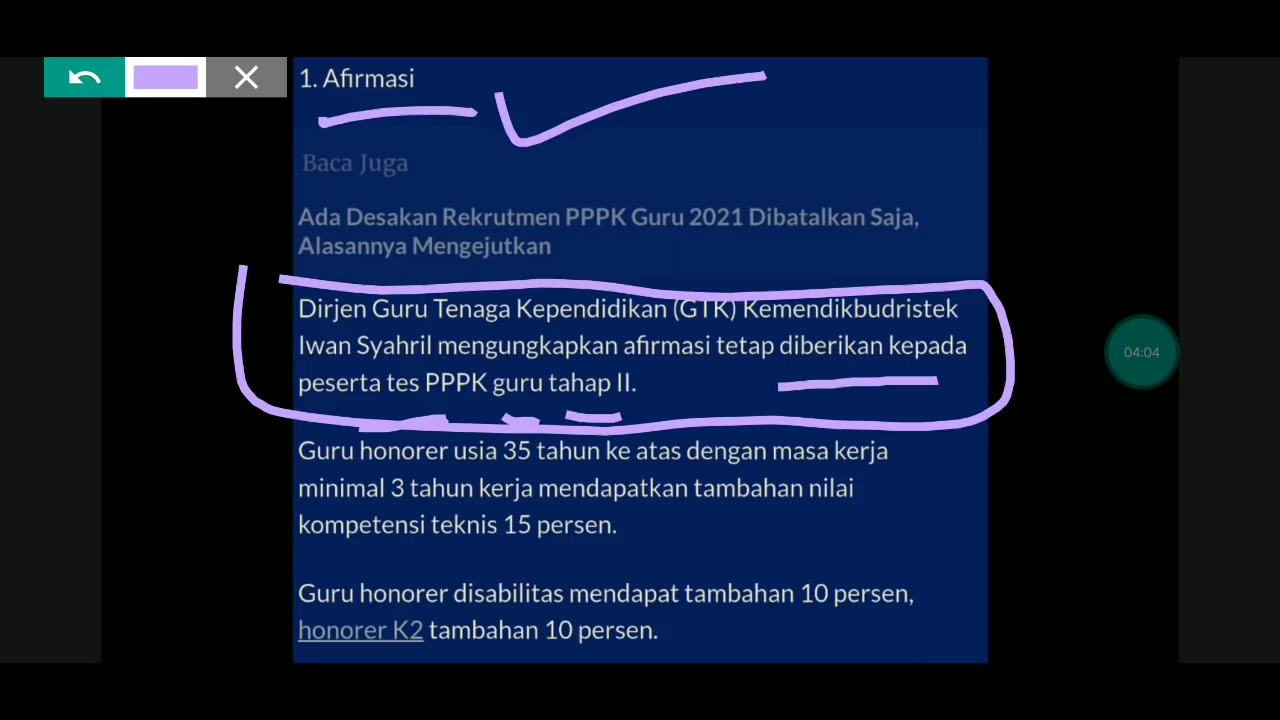 1. Afirmasi
Baca Juga
Ada Desakan Rekrutmen PPPK Guru 2021 Dibatalkan Saja,
Alasannya Mengejutkan
Dirjen Guru Tenaga Kependidikan (GTK) Kemendikbudristek
Iwan Syahril mengungkapkan afirmasi tetap diberikan kepada
peserta tes PPPK guru tahap II.
04:04
Guru honorer usia 35 tahun ke atas dengan masa kerja
minimal 3 tahun kerja mendapatkan tambahan nilai
kompetensi teknis 15 persen.
Guru honorer disabilitas mendapat tambahan 10 persen,
honorer K2 tambahan 10 persen.